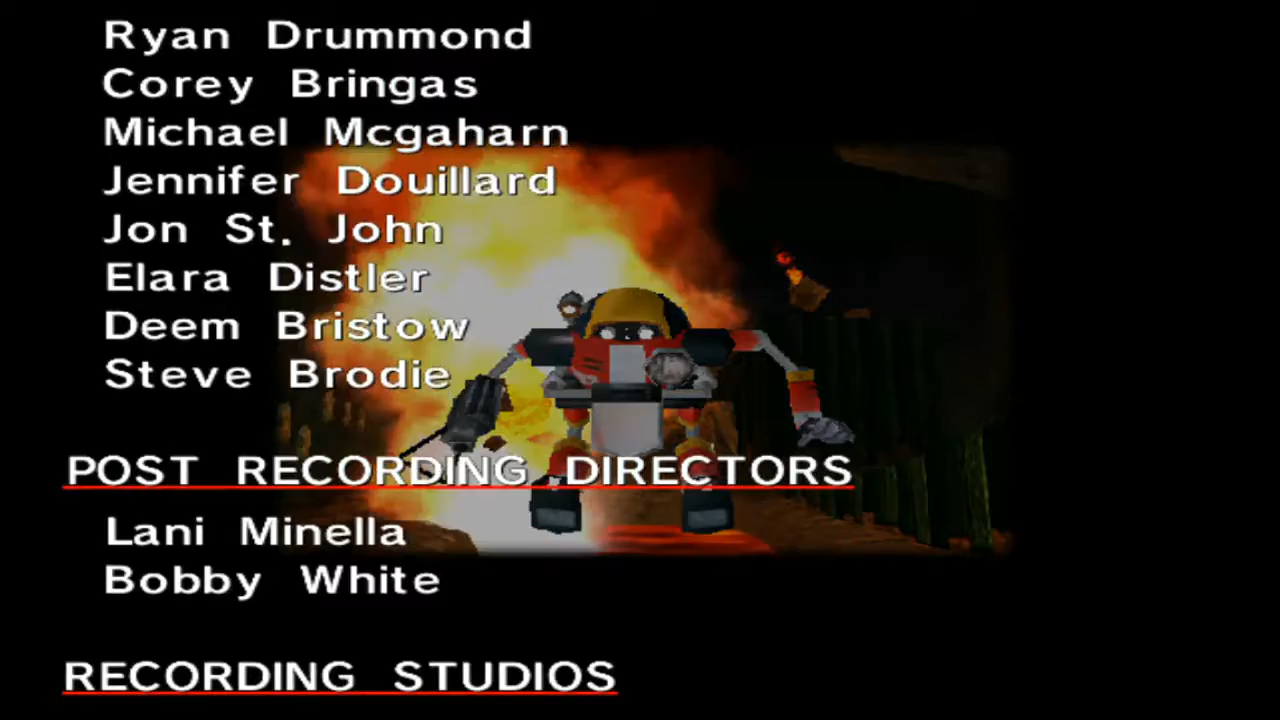 Ryan Drummond
Corey Bringas
Michael Mcgaharn
Jennifer Douillard
Jon St. John
Elara Distler
Deem Bristow
Steve Brodie
POST RECORDING DIRECTORS
Lani Minella
Bobby White
RECORDING STUDIOS